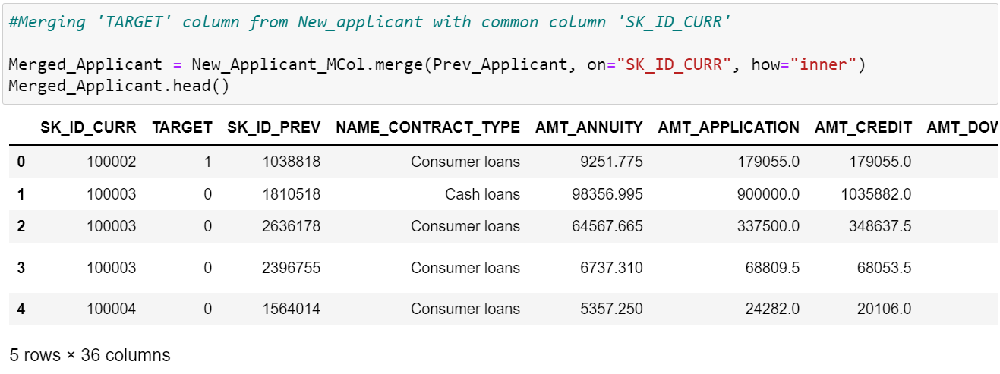 #Merging 'TARGET' column from New_applicant with common column 'SK_ID_CURR'
Merged_Applicant = New_Applicant_MCol.merge(Prev_Applicant, on="SK_ID_CURR", how="inner")
Merged_Applicant.head()
SK_ID_CURR TARGET SK_ID_PREV NAME_CONTRACT_TYPE AMT_ANNUITY AMT_APPLICATION AMT_CREDIT AMT_DOW
0 100002 1 1038818 Consumer loans 9251.775 179055.0 179055.0
1 100003 0 1810518 Cash loans 98356.995 900000.0 1035882.0
2 100003 0 2636178 Consumer loans 64567.665 337500.0 348637.5
3 100003 0 2396755 Consumer loans 6737.310 68809.5 68053.5
4 100004 0 1564014 Consumer loans 5357.250 24282.0 20106.0
5 rows × 36 columns